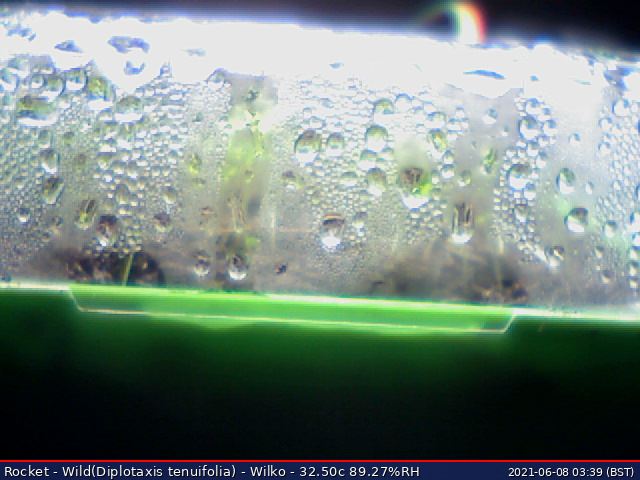 Rocket - Wild(Diplotaxis tenuifolia) - Wilko - 32.50c 89.27%RH
2021-06-08 03:39 (BST)